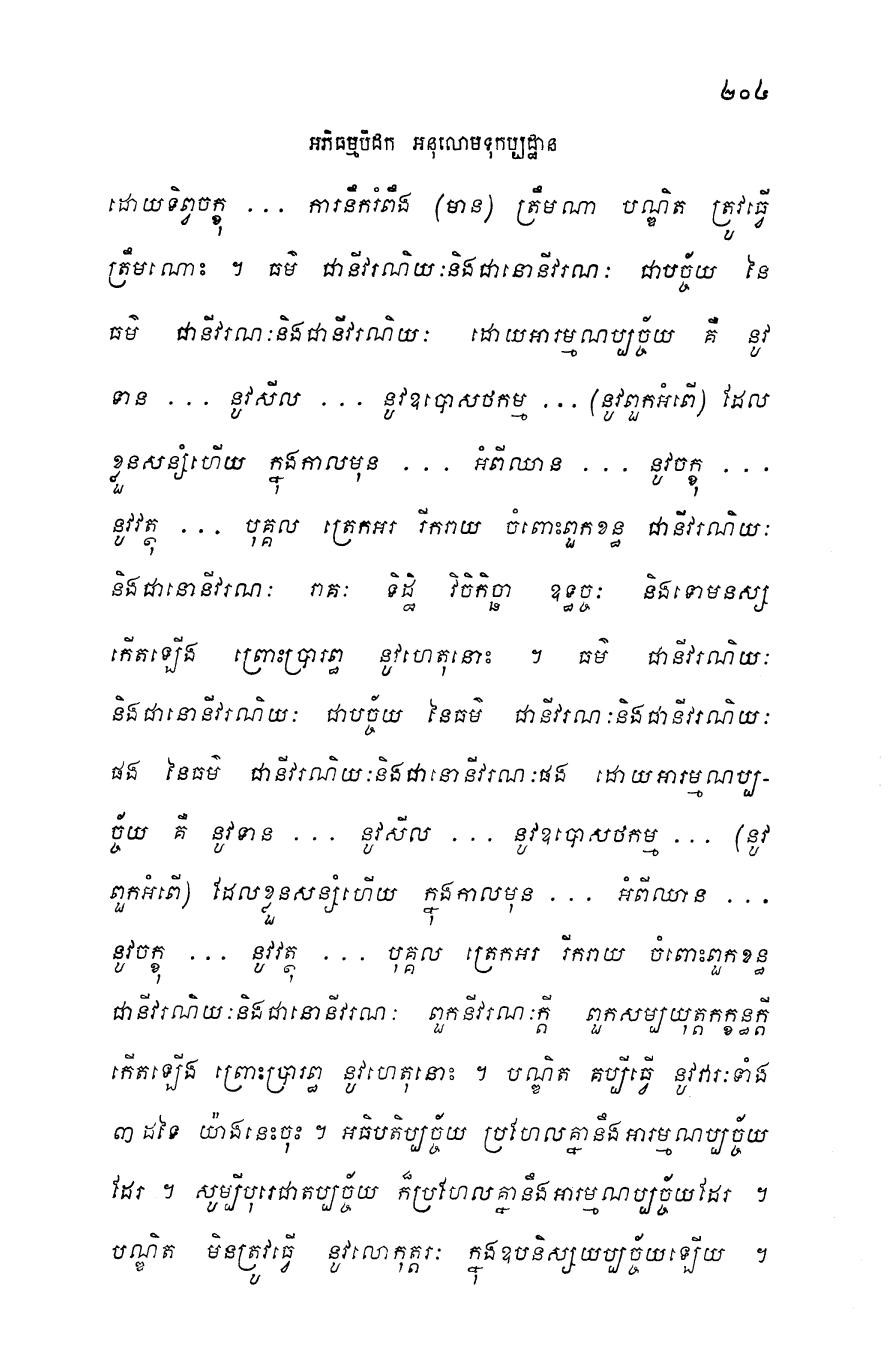 ២០៤
អភិធម្មបិដក អនុលោមទុកប្បដ្ឋាន
ដោយទិព្វចក្ខុ ... ការនឹករំពឹង (មាន) ត្រឹមណា បណ្ឌិត ត្រូវធ្វើ
ត្រឹមណោះ ។ ធម៌ ជានីវរណិយៈនិងជានោនីវរណៈ ជាបច្ច័យ នៃ
ធម៌ ជានីវរណៈនិងជានីវរណិយៈ ដោយអារម្មណប្បច្ច័យ គឺ នូវ
ទាន ... នូវសីល ... នូវឧបោសថកម្ម ... (នូវពួកអំពើ) ដែល
ខ្លួនសន្សំហើយ ក្នុងកាលមុន ... អំពីឈាន ... នូវចក្ខុ ...
នូវវត្ថុ ... បុគ្គល ត្រេកអរ រីករាយ ចំពោះពួកខន្ធ ជានីវរណិយៈ
និងជានោនីវរណៈ រាគៈ ទិដ្ឋិ វិចិកិច្ឆា ឧទ្ធច្ចៈ និងទោមនស្ស
កើតឡើង ព្រោះប្រារព្ធ នូវហេតុនោះ ។ ធម៌ ជានីវរណិយៈ
និងជានោនីវរណិយៈ ជាបច្ច័យ នៃធម៌ ជានីវរណៈនិងជានីវរណិយៈ
ផង នៃធម៌ ជានីវរណិយៈនិងជានោនីវរណៈផង ដោយអារម្មណប្ប-
ច្ច័យ គឺ នូវទាន ... នូវសីល ... នូវឧបោសថកម្ម ... (នូវ
ពួកអំពើ) ដែលខ្លួនសន្សំហើយ ក្នុងកាលមុន ... អំពីឈាន ...
នូវចក្ខុ ... នូវវត្ថុ ... បុគ្គល ត្រេកអរ រីករាយ ចំពោះពួកខន្ធ
ជានីវរណិយៈនិងជានោនីវរណៈ ពួកនីវរណៈក្តី ពួកសម្បយុត្តកក្ខន្ធក្តី
កើតឡើង ព្រោះប្រារព្ធ នូវហេតុនោះ ។ បណ្ឌិត គប្បីធ្វើ នូវវារៈទាំង
៣ ដទៃ យ៉ាងនេះចុះ ។ អធិបតិប្បច្ច័យ ប្រហែលគ្នានឹងអារម្មណប្បច្ច័យ
ដែរ ។ សូម្បីបុរេជាតប្បច្ច័យ ក៏ប្រហែលគ្នានឹងអារម្មណប្បច្ច័យដែរ ។
បណ្ឌិត មិនត្រូវធ្វើ នូវលោកុត្តរៈ ក្នុងឧបនិស្សយប្បច្ច័យឡើយ ។